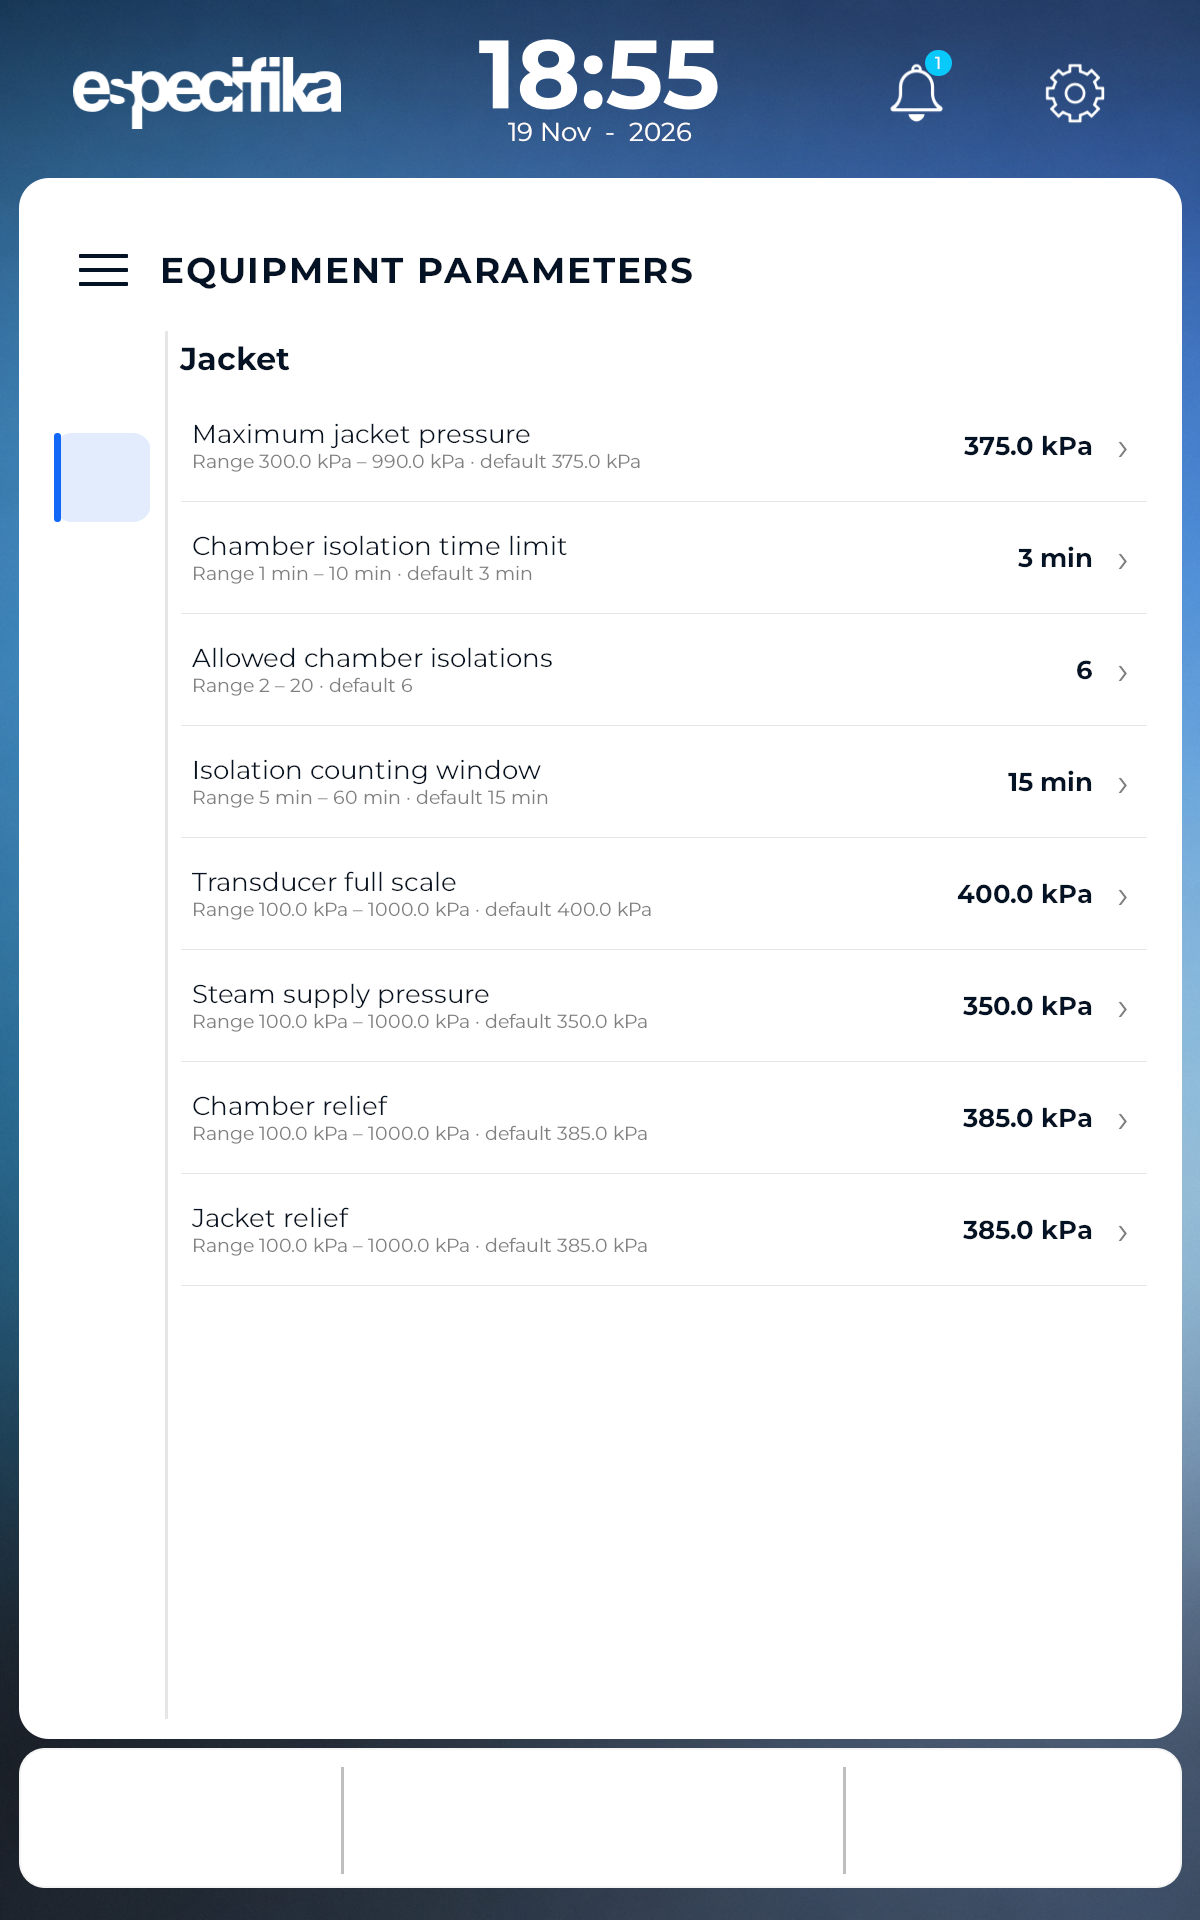 especifika
18:55
19 Nov - 2026
1
EQUIPMENT PARAMETERS
Jacket
Maximum jacket pressure
Range 300.0 kPa – 990.0 kPa · default 375.0 kPa
375.0 kPa
Chamber isolation time limit
Range 1 min – 10 min · default 3 min
3 min
Allowed chamber isolations
Range 2 – 20 · default 6
6
Isolation counting window
Range 5 min – 60 min · default 15 min
15 min
Transducer full scale
Range 100.0 kPa – 1000.0 kPa · default 400.0 kPa
400.0 kPa
Steam supply pressure
Range 100.0 kPa – 1000.0 kPa · default 350.0 kPa
350.0 kPa
Chamber relief
Range 100.0 kPa – 1000.0 kPa · default 385.0 kPa
385.0 kPa
Jacket relief
Range 100.0 kPa – 1000.0 kPa · default 385.0 kPa
385.0 kPa